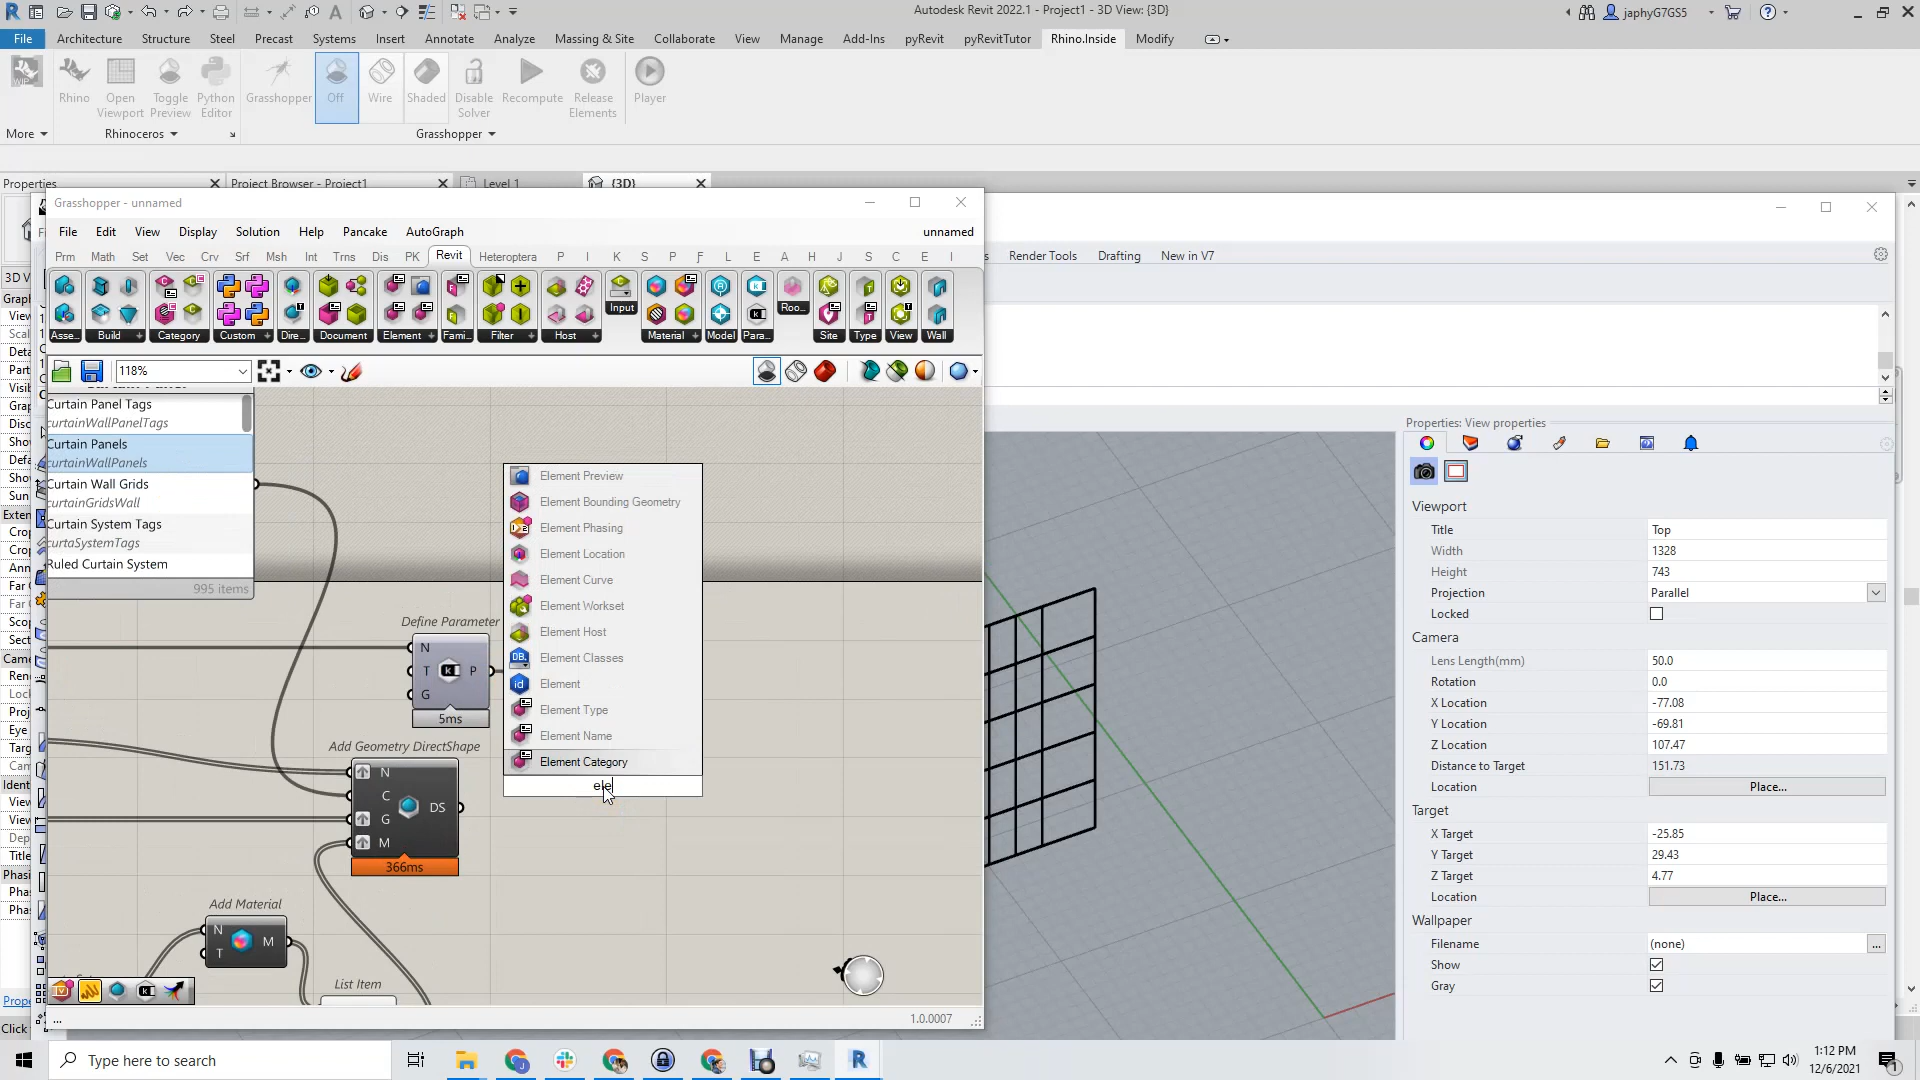 Autodesk Revit 2022.1 - Project1 - 3D View: {3D}
japhyG7GS5
File Architecture Structure Steel Precast Systems Insert Annotate Analyze Massing & Site Collaborate View Manage Add-Ins pyRevit pyRevitTutor Rhino.Inside Modify
WIP
Rhino Open Viewport Toggle Preview Python Editor Grasshopper Off Wire Shaded Disable Solver Recompute Release Elements Player
More Rhinoceros Grasshopper
Properties Project Browser - Project1 Level 1 {3D}
Grasshopper - unnamed
File Edit View Display Solution Help Pancake AutoGraph unnamed
Prm Math Set Vec Crv Srf Msh Int Trns Dis PK Revit Heteroptera P I K S P F L E A H J S C E I
Render Tools Drafting New in V7
Asse... Build Category Custom Dire... Document Element Fami... Filter Host Input Material Model Para... Roo... Site Type View Wall
118%
Curtain Panel Tags
curtainWallPanelTags
Curtain Panels
curtainWallPanels
Curtain Wall Grids
curtainGridsWall
Curtain System Tags
curtaSystemTags
Ruled Curtain System
995 items
Element Preview
Element Bounding Geometry
Element Phasing
Element Location
Element Curve
Element Workset
Element Host
Element Classes
Element
Element Type
Element Name
Element Category
ele
Define Parameter
N
T P
G
5ms
Add Geometry DirectShape
N
C
DS
G
M
366ms
Add Material
N
M
T
List Item
1.0.0007
Properties: View properties
Viewport
Title Top
Width 1328
Height 743
Projection Parallel
Locked
Camera
Lens Length(mm) 50.0
Rotation 0.0
X Location -77.08
Y Location -69.81
Z Location 107.47
Distance to Target 151.73
Location Place...
Target
X Target -25.85
Y Target 29.43
Z Target 4.77
Location Place...
Wallpaper
Filename (none) ...
Show
Gray
Type here to search
1:12 PM
12/6/2021